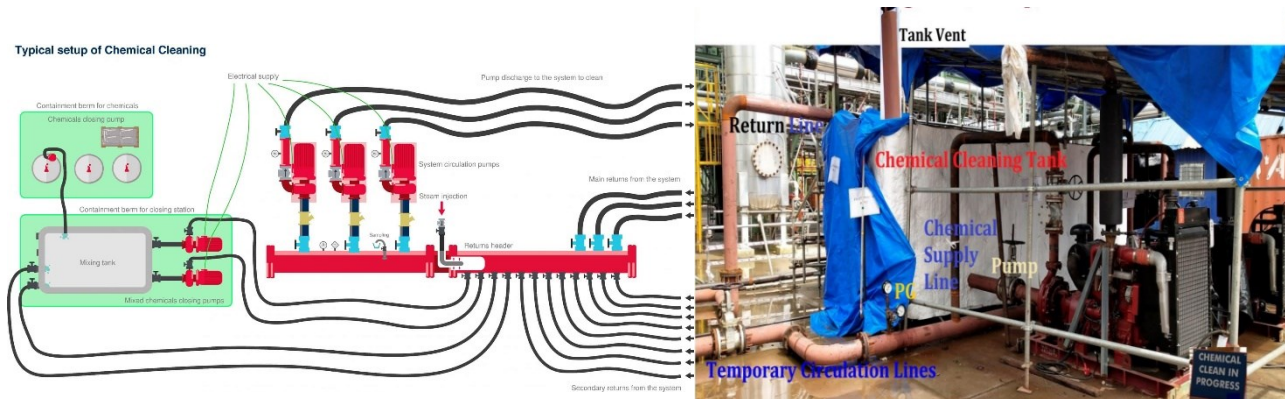 Typical setup of Chemical Cleaning
Electrical supply
Pump discharge to the system to clean
Containment berm for chemicals
Chemicals closing pump
System circulation pumps
Steam injection
Main returns from the system
Containment berm for closing station
Sampling
Returns header
Mixing tank
Mixed chemicals closing pumps
Secondary returns from the system
Tank Vent
Return Line
Chemical Cleaning Tank
Chemical
Supply
Line
Pump
PG
Temporary Circulation Lines
CHEMICAL
CLEAN IN
PROGRESS